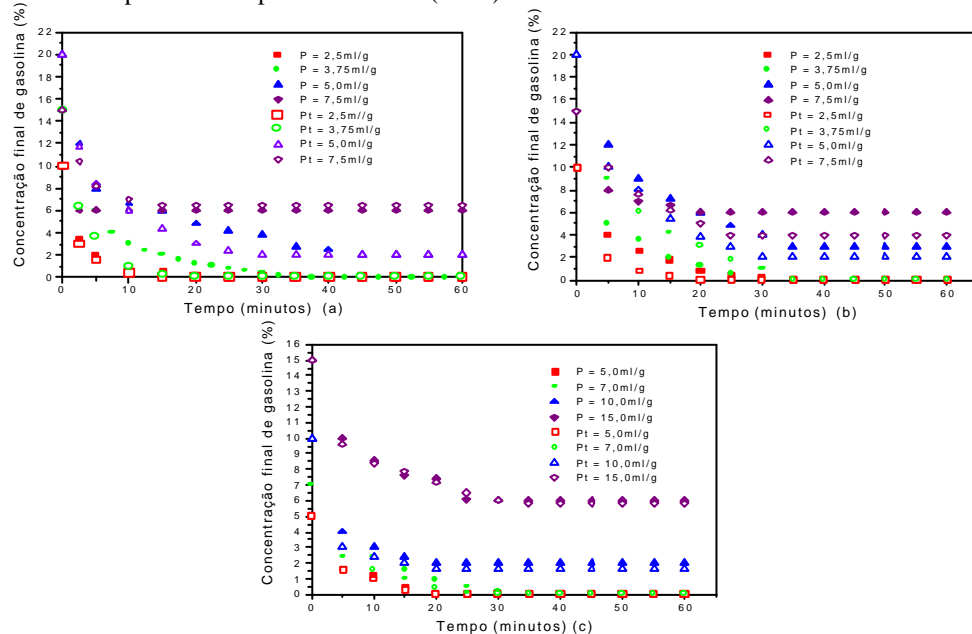 Concentração final de gasolina (%)
22
20
18
16
14
12
10
8
6
4
2
0
P = 2,5ml/g
P = 3,75ml/g
P = 5,0ml/g
P = 7,5ml/g
Pt = 2,5m//g
Pt = 3,75ml/g
Pt = 5,0ml/g
Pt = 7,5ml/g
0 10 20 30 40 50 60
Tempo (minutos) (a)
Concentração final de gasolina (%)
22
20
18
16
14
12
10
8
6
4
2
0
P = 2,5ml/g
P = 3,75ml/g
P = 5,0ml/g
P = 7,5ml/g
Pt = 2,5ml/g
Pt = 3,75ml/g
Pt = 5,0ml/g
Pt = 7,5ml/g
0 10 20 30 40 50 60
Tempo (minutos) (b)
Concentração final de gasolina (%)
16
15
14
13
12
11
10
9
8
7
6
5
4
3
2
1
0
P = 5,0ml/g
P = 7,0ml/g
P = 10,0ml/g
P = 15,0ml/g
Pt = 5,0ml/g
Pt = 7,0ml/g
Pt = 10,0ml/g
Pt = 15,0ml/g
0 10 20 30 40 50 60
Tempo (minutos) (c)